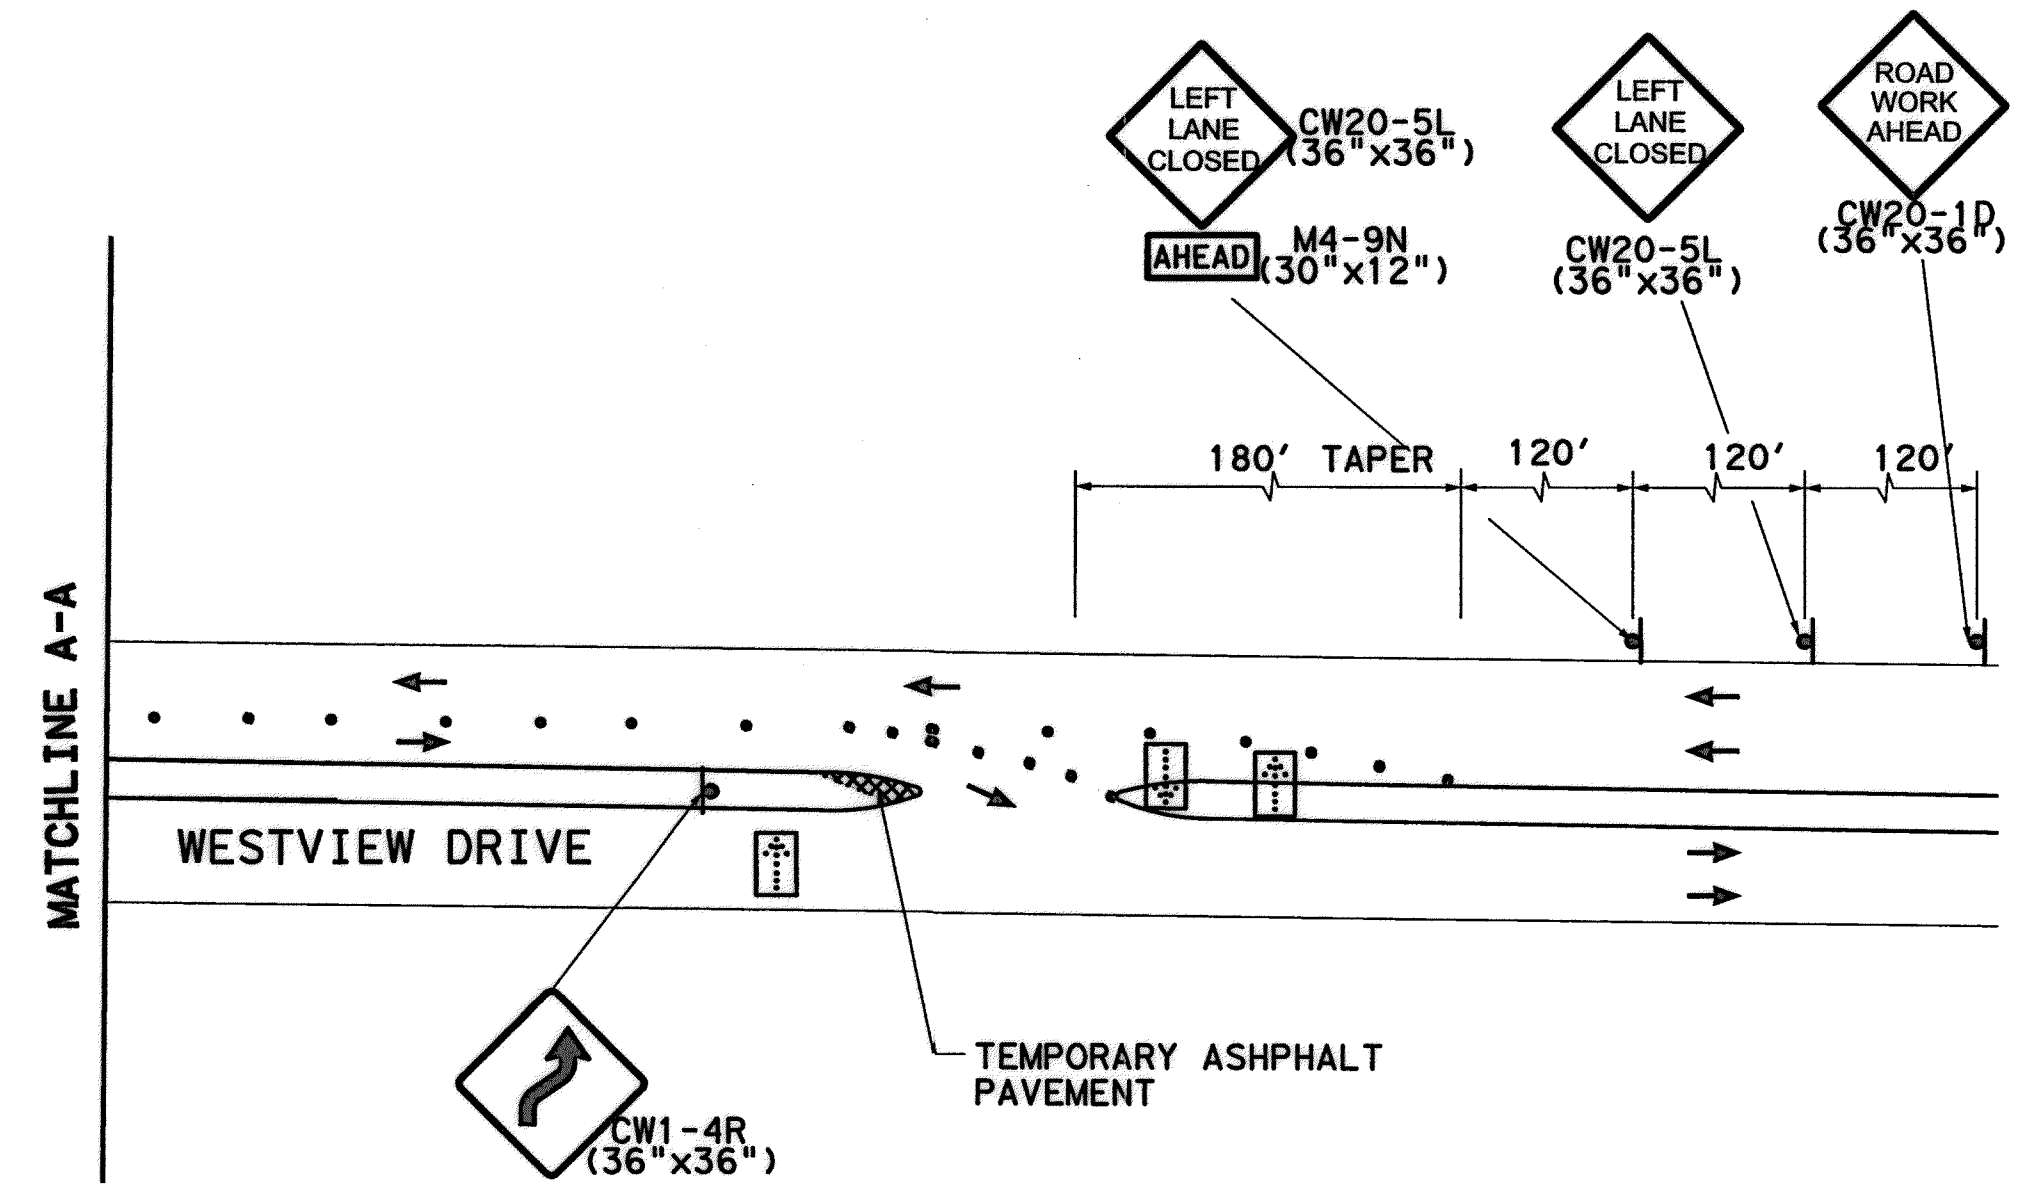 LEFT
LANE
CLOSED
CW20-5L
(36"x36")
AHEAD
M4-9N
(30"x12")
LEFT
LANE
CLOSED
CW20-5L
(36"x36")
ROAD
WORK
AHEAD
CW20-1D
(36"x36")
180' TAPER
120'
120'
120'
MATCHLINE A-A
WESTVIEW DRIVE
TEMPORARY ASHPHALT
PAVEMENT
CW1-4R
(36"x36")